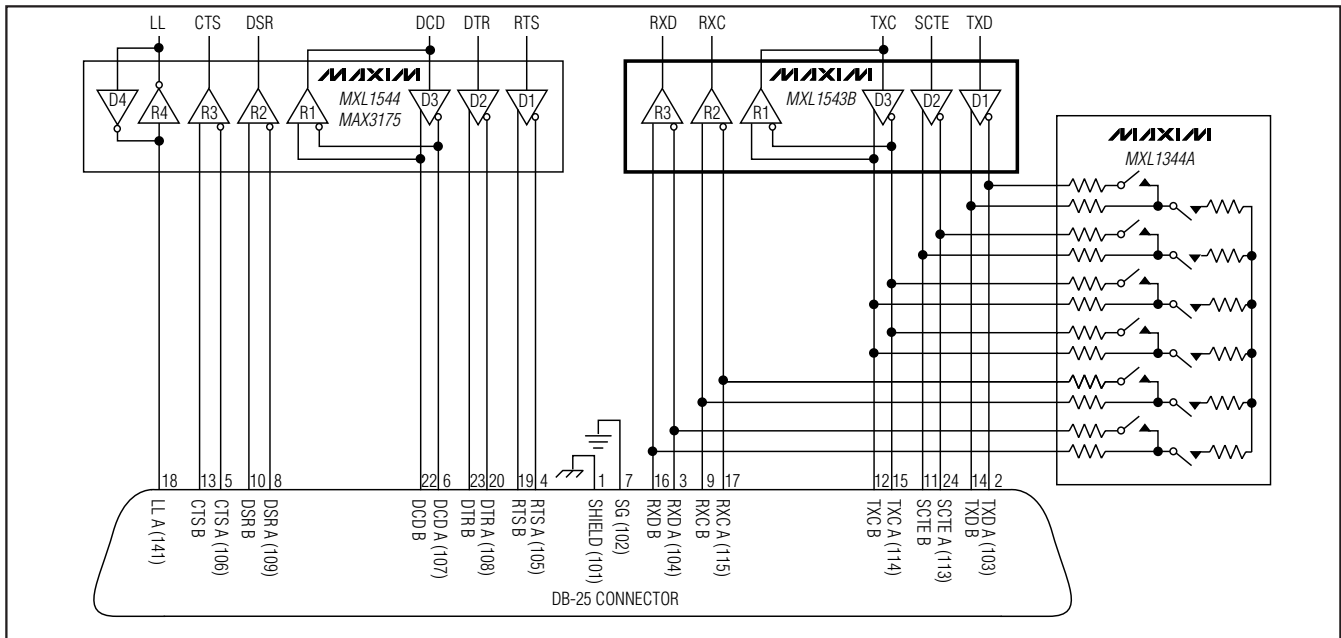 LL CTS DSR DCD DTR RTS RXD RXC TXC SCTE TXD
MAXIM
MXL1544
MAX3175
D4 R4 R3 R2 R1 D3 D2 D1
MAXIM
MXL1543B
R3 R2 R1 D3 D2 D1
MAXIM
MXL1344A
18 13 5 10 8 22 6 23 20 19 4 1 7 16 3 9 17 12 15 11 24 14 2
LL A (141)
CTS B
CTS A (106)
DSR B
DSR A (109)
DCD B
DCD A (107)
DTR B
DTR A (108)
RTS B
RTS A (105)
SHIELD (101)
SG (102)
RXD B
RXD A (104)
RXC B
RXC A (115)
TXC B
TXC A (114)
SCTE B
SCTE A (113)
TXD B
TXD A (103)
DB-25 CONNECTOR